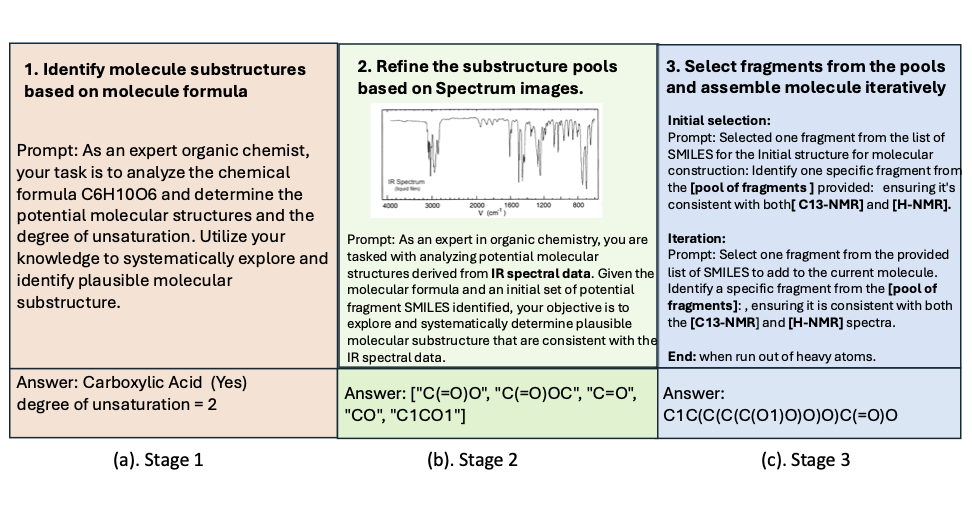 1. Identify molecule substructures
based on molecule formula
Prompt: As an expert organic chemist,
your task is to analyze the chemical
formula C6H10O6 and determine the
potential molecular structures and the
degree of unsaturation. Utilize your
knowledge to systematically explore and
identify plausible molecular
substructure.
Answer: Carboxylic Acid (Yes)
degree of unsaturation = 2
(a). Stage 1
2. Refine the substructure pools
based on Spectrum images.
IR Spectrum
(liquid film)
4000 3000 2000 1600 1200 800
V (cm⁻¹)
Prompt: As an expert in organic chemistry, you are
tasked with analyzing potential molecular
structures derived from IR spectral data. Given the
molecular formula and an initial set of potential
fragment SMILES identified, your objective is to
explore and systematically determine plausible
molecular substructure that are consistent with the
IR spectral data.
Answer: ["C(=O)O", "C(=O)OC", "C=O",
"CO", "C1CO1"]
(b). Stage 2
3. Select fragments from the pools
and assemble molecule iteratively
Initial selection:
Prompt: Selected one fragment from the list of
SMILES for the Initial structure for molecular
construction: Identify one specific fragment from
the [pool of fragments ] provided: ensuring it's
consistent with both[ C13-NMR] and [H-NMR].
Iteration:
Prompt: Select one fragment from the provided
list of SMILES to add to the current molecule.
Identify a specific fragment from the [pool of
fragments]: , ensuring it is consistent with both
the [C13-NMR] and [H-NMR] spectra.
End: when run out of heavy atoms.
Answer:
C1C(C(C(C(O1)O)O)O)C(=O)O
(c). Stage 3